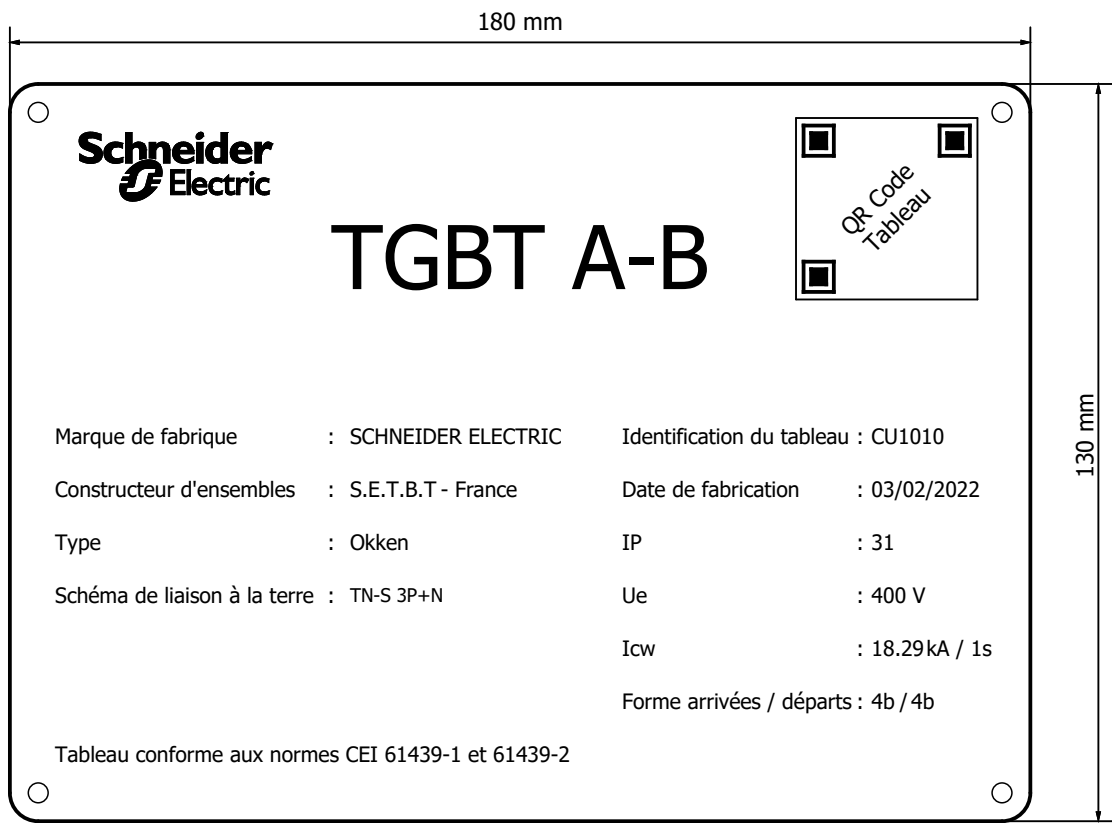 180 mm
Schneider
Electric
QR Code
Tableau
TGBT A-B
130 mm
Marque de fabrique : SCHNEIDER ELECTRIC Identification du tableau : CU1010
Constructeur d'ensembles : S.E.T.B.T - France Date de fabrication : 03/02/2022
Type : Okken IP : 31
Schéma de liaison à la terre : TN-S 3P+N Ue : 400 V
Icw : 18.29kA / 1s
Forme arrivées / départs : 4b / 4b
Tableau conforme aux normes CEI 61439-1 et 61439-2